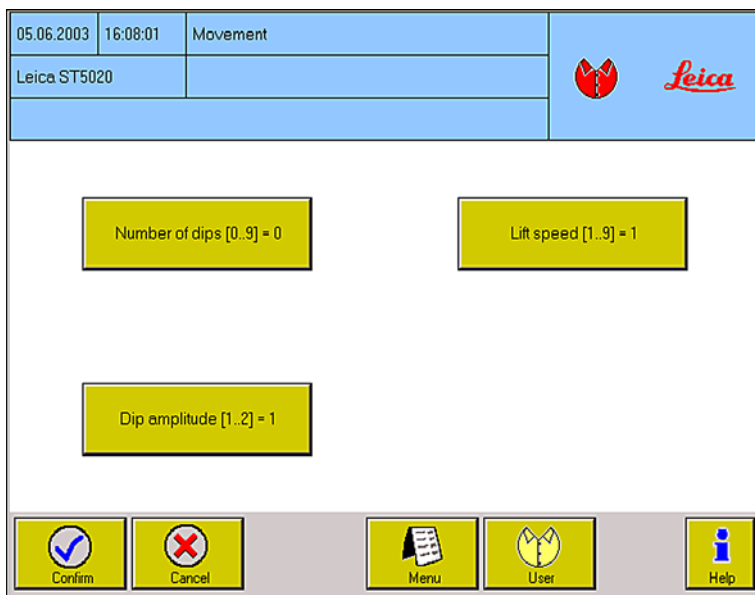 05.06.2003 16:08:01 Movement
Leica ST5020
Leica
Number of dips [0..9] = 0
Lift speed [1..9] = 1
Dip amplitude [1..2] = 1
Confirm
Cancel
Menu
User
Help